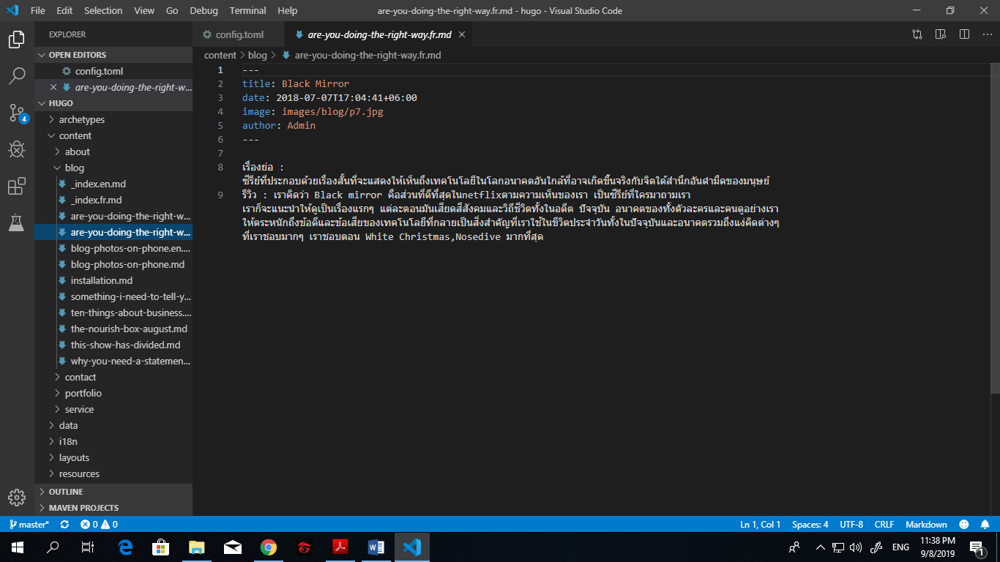 File Edit Selection View Go Debug Terminal Help are-you-doing-the-right-way.fr.md - hugo - Visual Studio Code
EXPLORER
OPEN EDITORS
config.toml
are-you-doing-the-right-w...
HUGO
archetypes
content
about
blog
_index.en.md
_index.fr.md
are-you-doing-the-right-w...
are-you-doing-the-right-w...
blog-photos-on-phone.en....
blog-photos-on-phone.md
installation.md
something-i-need-to-tell-y...
ten-things-about-business....
the-nourish-box-august.md
this-show-has-divided.md
why-you-need-a-statemen...
contact
portfolio
service
data
i18n
layouts
resources
OUTLINE
MAVEN PROJECTS
4
config.toml are-you-doing-the-right-way.fr.md
content > blog > are-you-doing-the-right-way.fr.md
1 ---
2 title: Black Mirror
3 date: 2018-07-07T17:04:41+06:00
4 image: images/blog/p7.jpg
5 author: Admin
6 ---
7
8 เรื่องย่อ :
ซีรีย์ที่ประกอบด้วยเรื่องสั้นที่จะแสดงให้เห็นถึงเทคโนโลยีในโลกอนาคตอันใกล้ที่อาจเกิดขึ้นจริงกับจิตใต้สำนึกอันดำมืดของมนุษย์
9 รีวิว : เราคิดว่า Black mirror คือส่วนที่ดีที่สุดในnetflixตามความเห็นของเรา เป็นซีรีย์ที่ใครมาถามเรา
เราก็จะแนะนำให้ดูเป็นเรื่องแรกๆ แต่ละตอนมันเสียดสีสังคมและวิถีชีวิตทั้งในอดีต ปัจจุบัน อนาคตของทั้งตัวละครและคนดูอย่างเรา
ให้ตระหนักถึงข้อดีและข้อเสียของเทคโนโลยีที่กลายเป็นสิ่งสำคัญที่เราใช้ในชีวิตประจำวันทั้งในปัจจุบันและอนาคตรวมถึงแง่คิดต่างๆ
ที่เราชอบมากๆ เราชอบตอน White Christmas,Nosedive มากที่สุด
master* 0 0 Ln 1, Col 1 Spaces: 4 UTF-8 CRLF Markdown
ENG 11:38 PM
9/8/2019 1